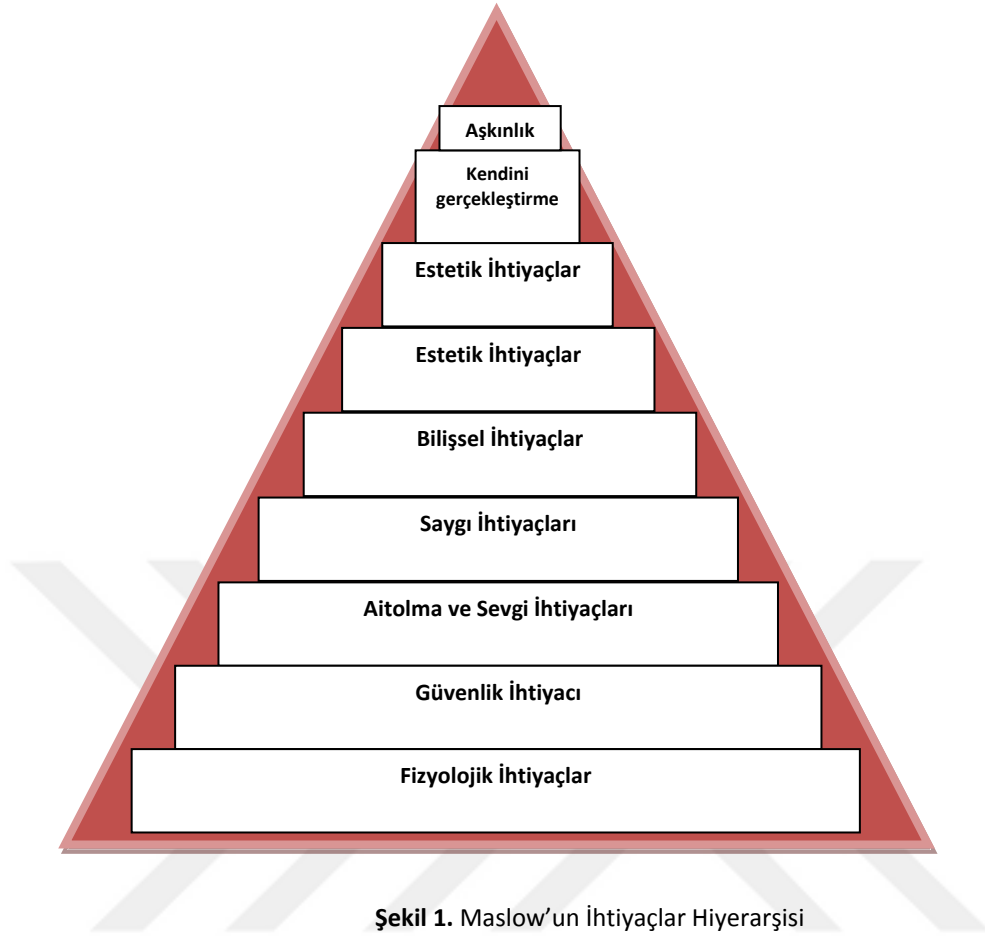 Aşkınlık
Kendini
gerçekleştirme
Estetik İhtiyaçlar
Estetik İhtiyaçlar
Bilişsel İhtiyaçlar
Saygı İhtiyaçları
Aitolma ve Sevgi İhtiyaçları
Güvenlik İhtiyacı
Fizyolojik İhtiyaçlar
Şekil 1. Maslow’un İhtiyaçlar Hiyerarşisi